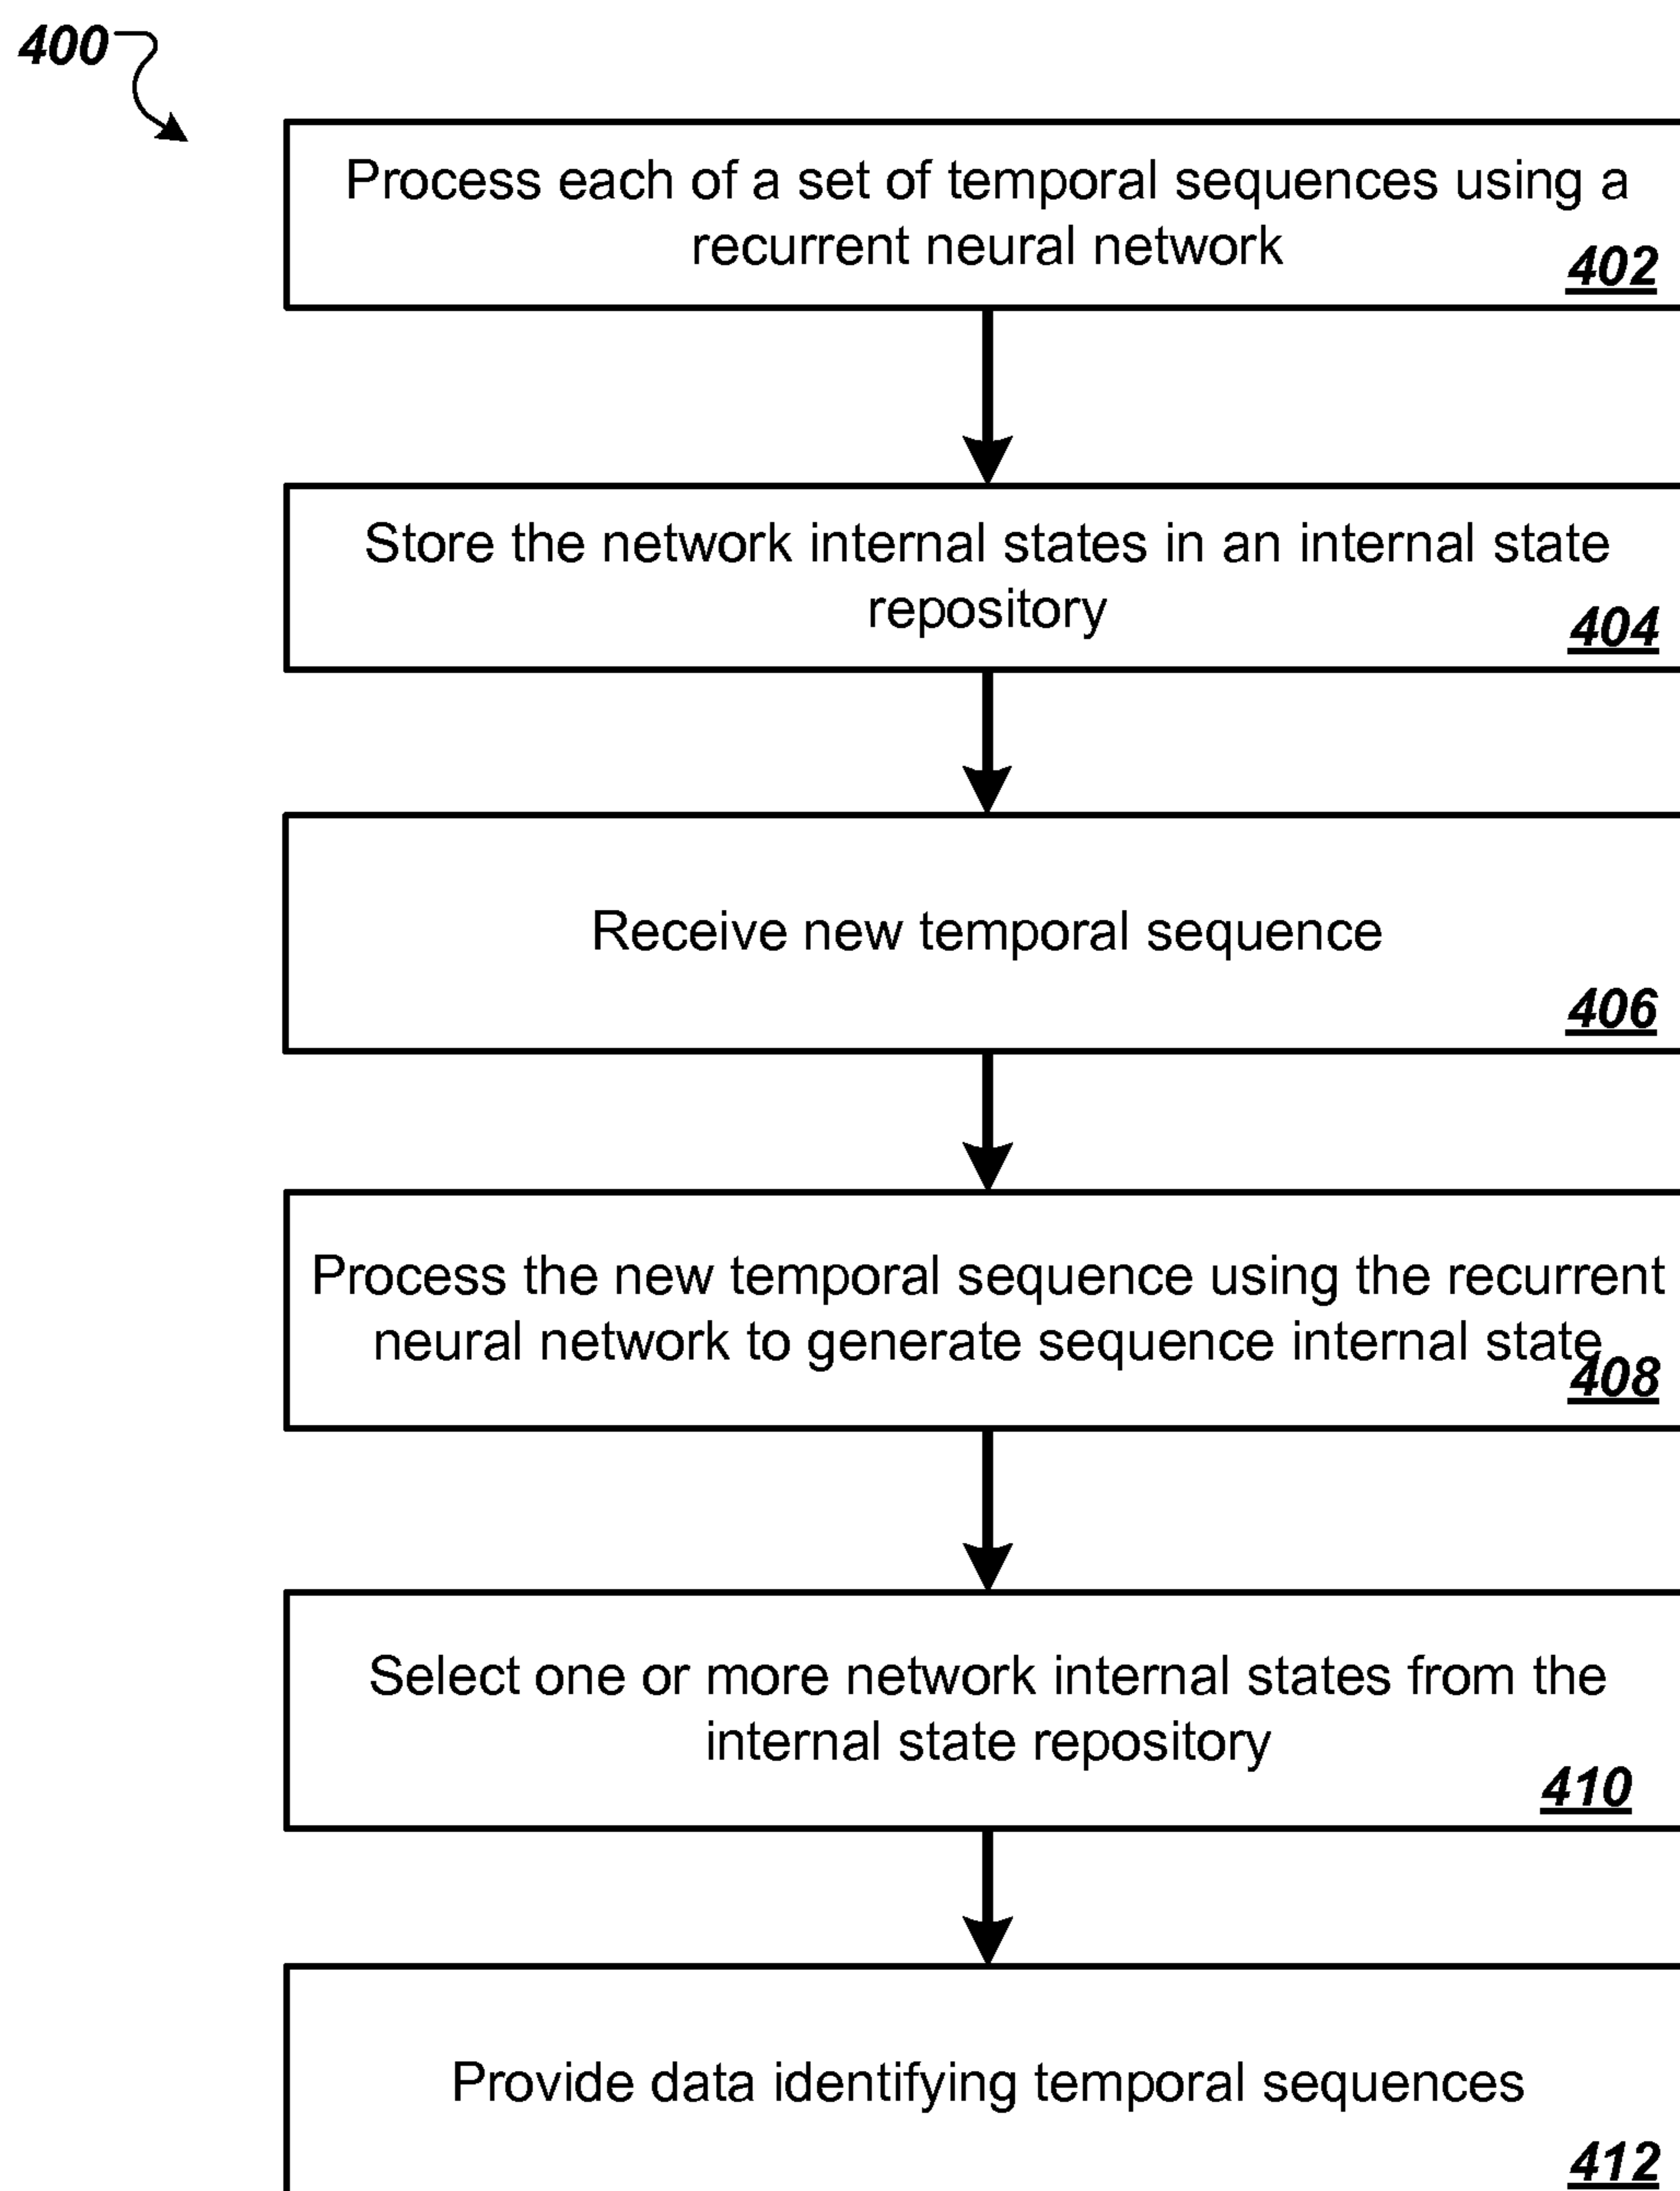 400
Process each of a set of temporal sequences using a
recurrent neural network
402
Store the network internal states in an internal state
repository
404
Receive new temporal sequence
406
Process the new temporal sequence using the recurrent
neural network to generate sequence internal state
408
Select one or more network internal states from the
internal state repository
410
Provide data identifying temporal sequences
412